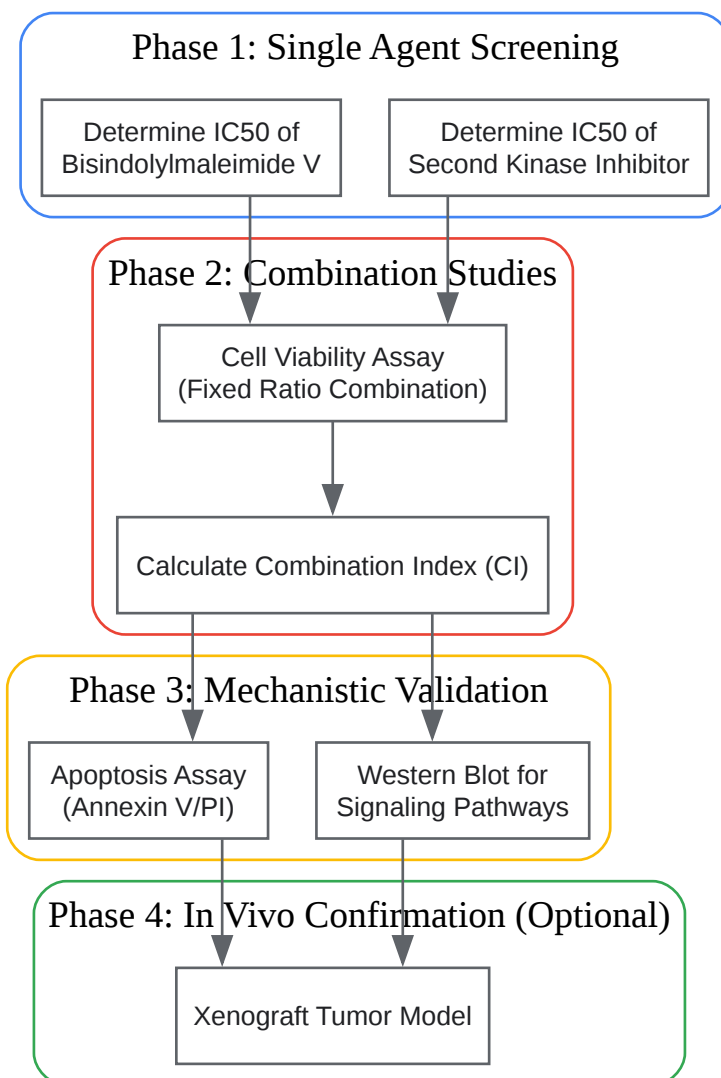 Phase 1: Single Agent Screening
Determine IC50 of
Bisindolylmaleimide V
Determine IC50 of
Second Kinase Inhibitor
Phase 2: Combination Studies
Cell Viability Assay
(Fixed Ratio Combination)
Calculate Combination Index (CI)
Phase 3: Mechanistic Validation
Apoptosis Assay
(Annexin V/PI)
Western Blot for
Signaling Pathways
Phase 4: In Vivo Confirmation (Optional)
Xenograft Tumor Model